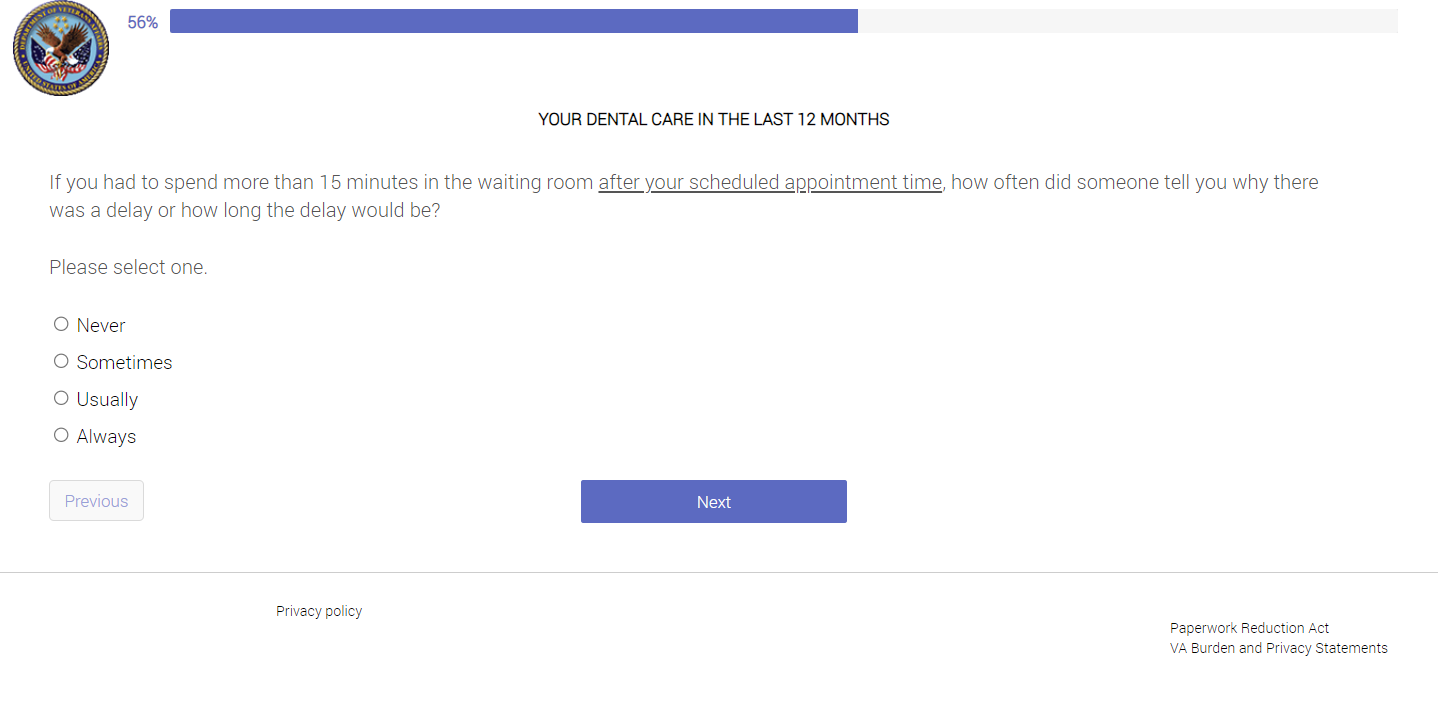 56%
YOUR DENTAL CARE IN THE LAST 12 MONTHS
If you had to spend more than 15 minutes in the waiting room after your scheduled appointment time, how often did someone tell you why there
was a delay or how long the delay would be?
Please select one.
Never
Sometimes
Usually
Always
Previous
Next
Privacy policy
Paperwork Reduction Act
VA Burden and Privacy Statements